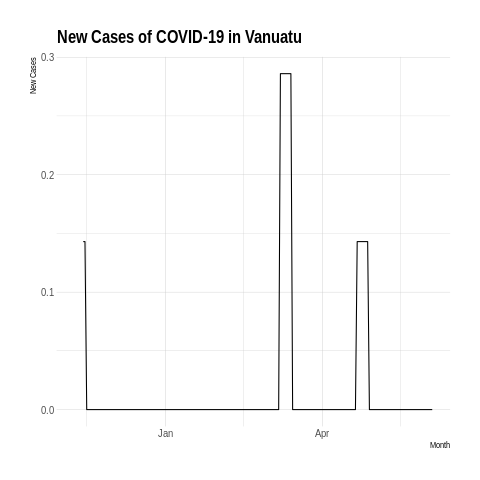 New Cases of COVID-19 in Vanuatu
New Cases
0.3
0.2
0.1
0.0
Jan
Apr
Month